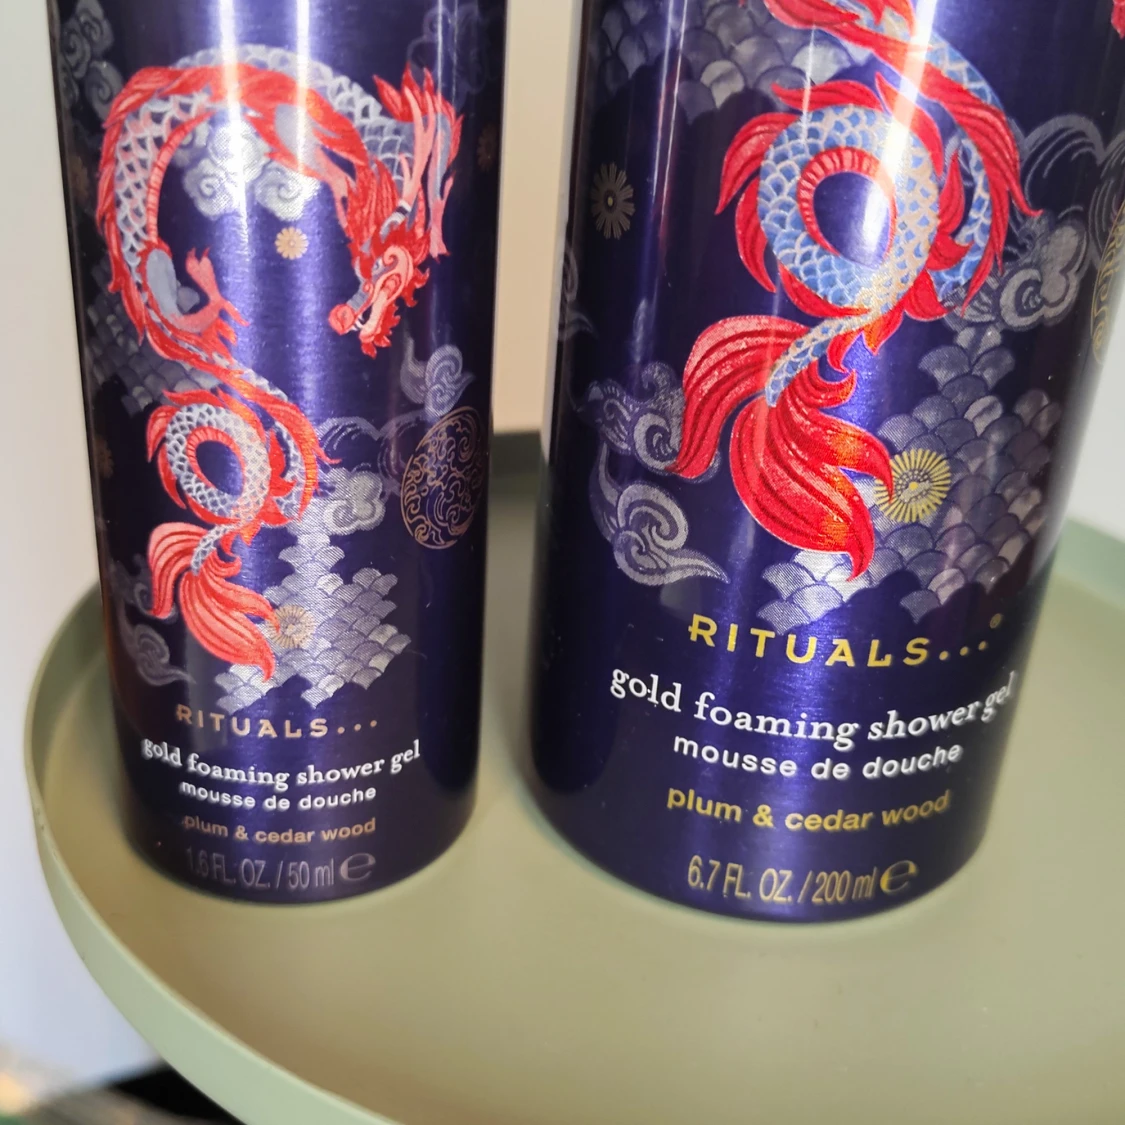 RITUALS...
gold foaming shower gel
mousse de douche
plum & cedar wood
1.6 FL. OZ. / 50 ml ℮
RITUALS...®
gold foaming shower gel
mousse de douche
plum & cedar wood
6.7 FL. OZ. / 200 ml ℮